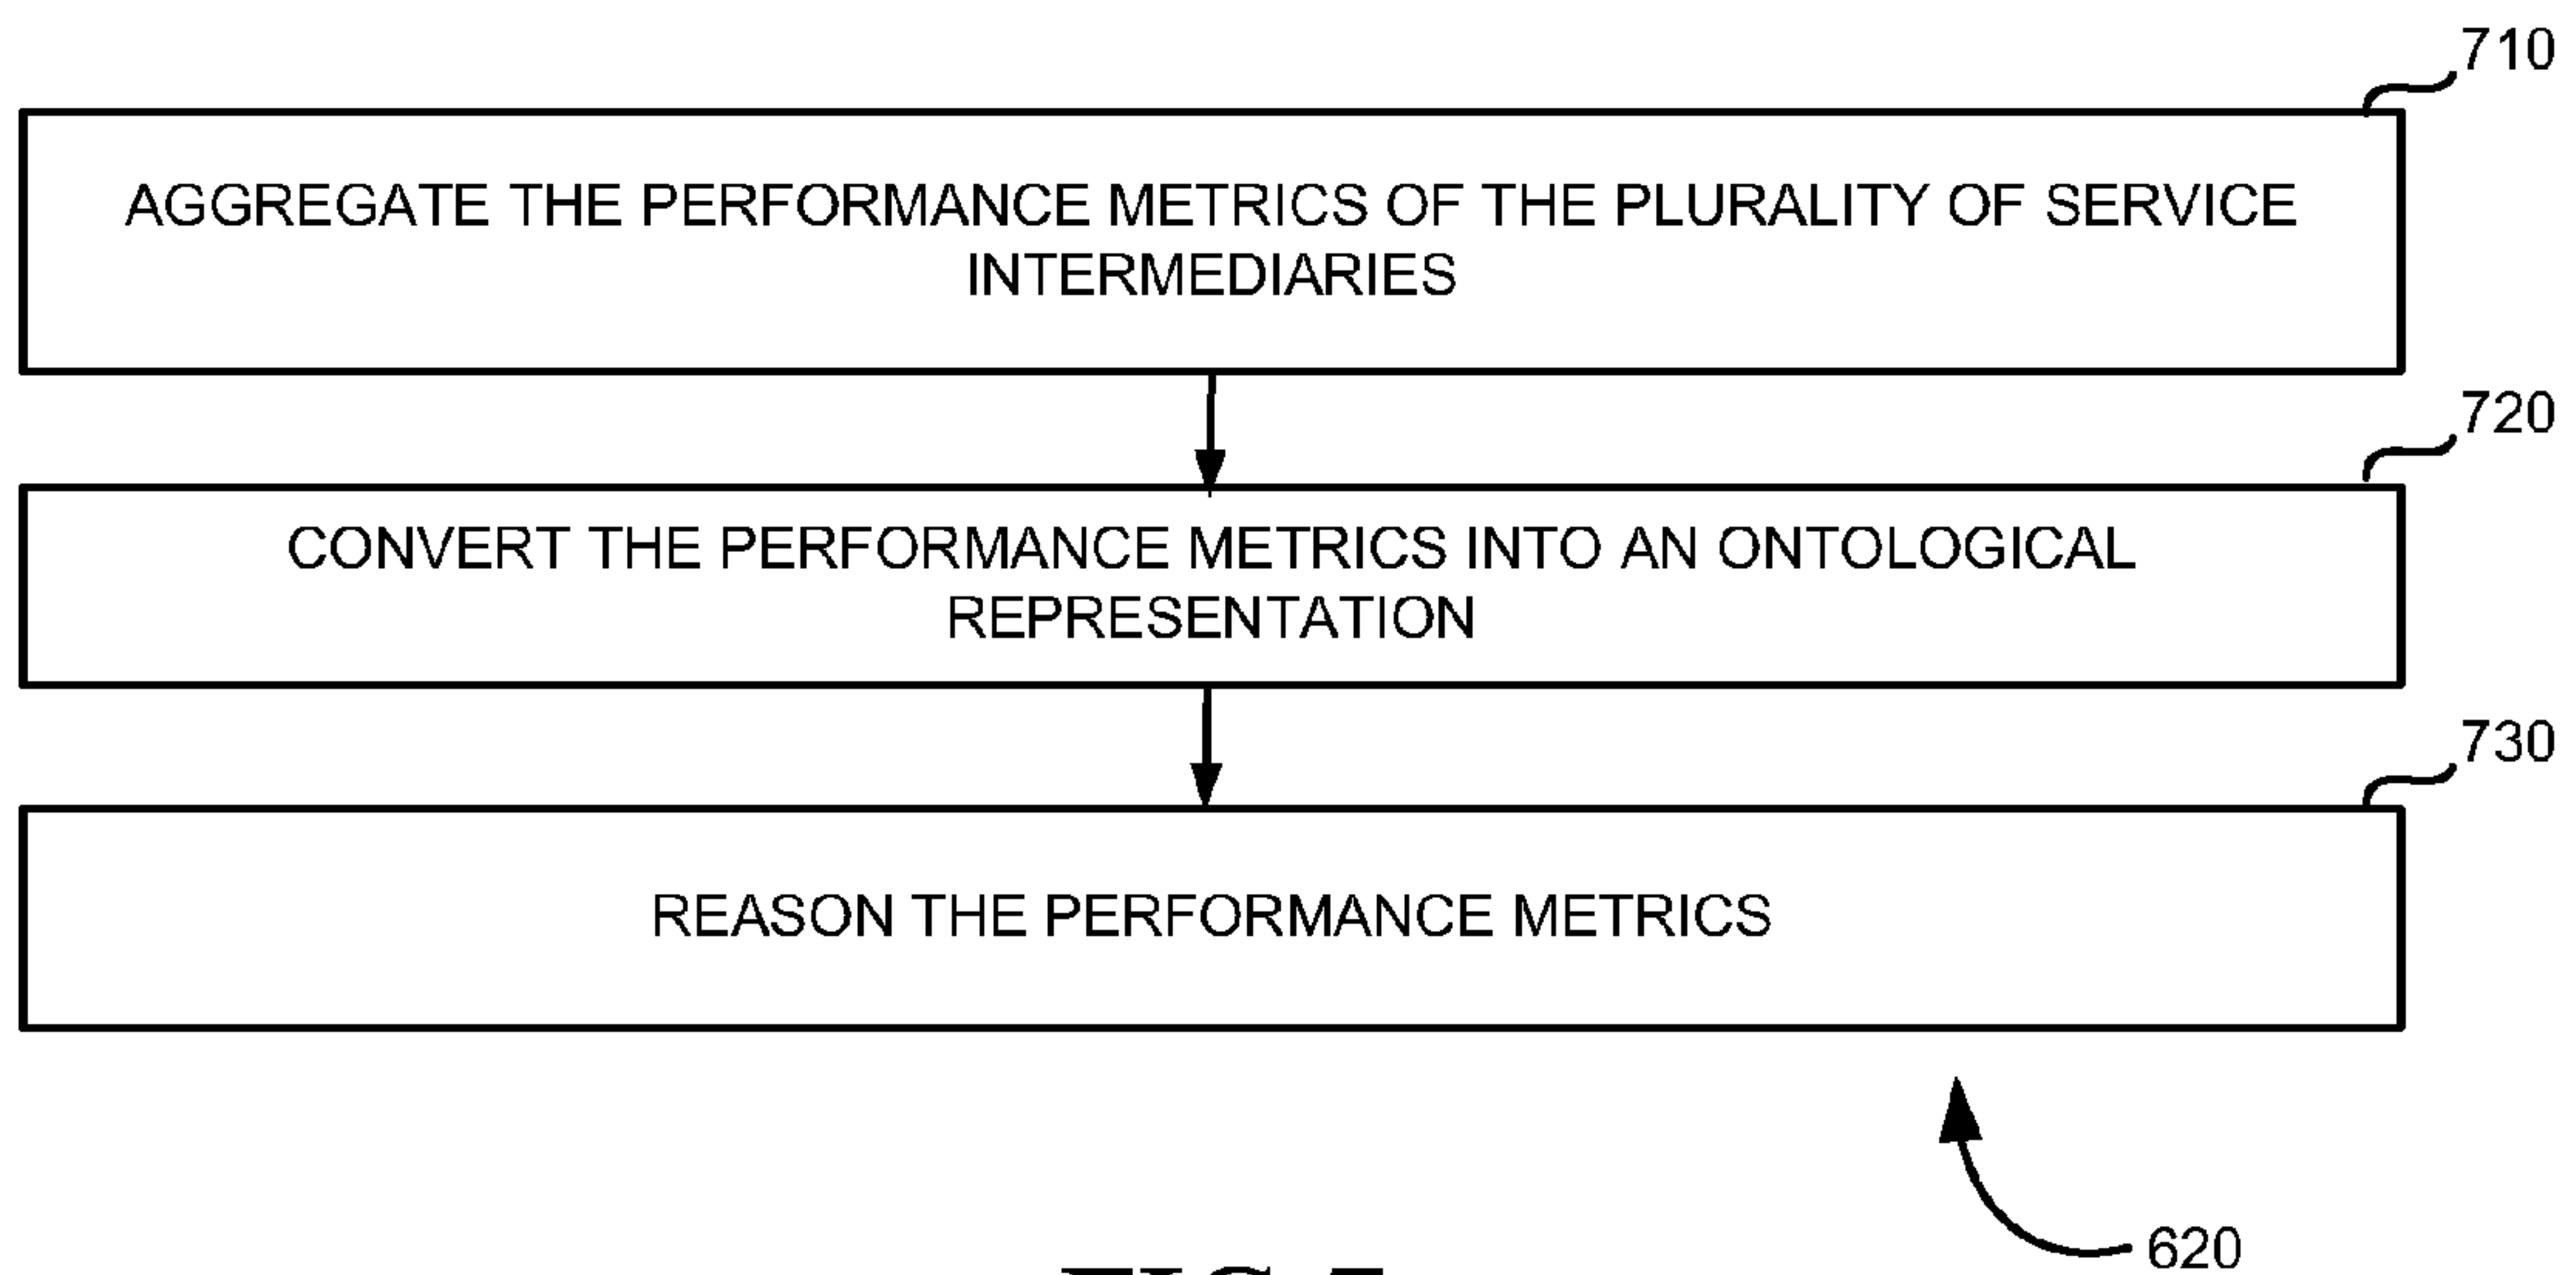 710
AGGREGATE THE PERFORMANCE METRICS OF THE PLURALITY OF SERVICE
INTERMEDIARIES
720
CONVERT THE PERFORMANCE METRICS INTO AN ONTOLOGICAL
REPRESENTATION
730
REASON THE PERFORMANCE METRICS
620